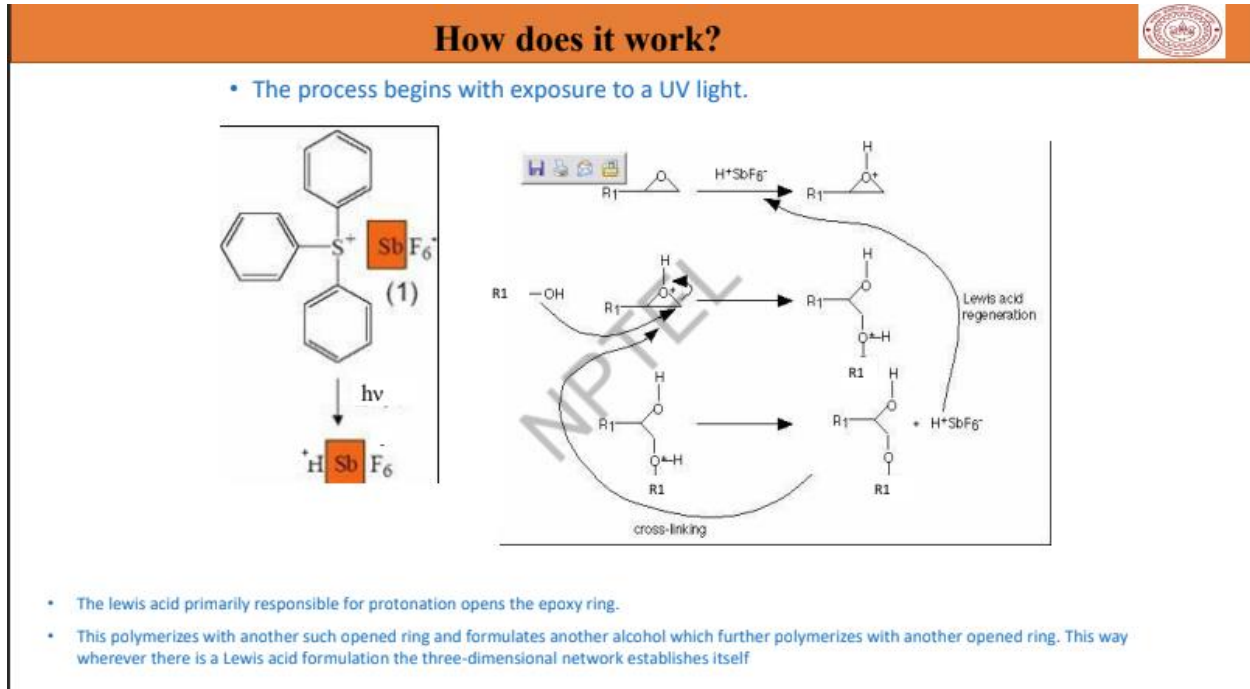 How does it work?
• The process begins with exposure to a UV light.
S⁺ Sb F₆⁻
(1)
hν
⁺H Sb F₆⁻
H
O
H⁺SbF₆⁻
O⁺
R1
R1
H
H
R1 —OH
O⁺
O
R1
R1
Lewis acid
regeneration
O⁺—H
R1
H
H
O
O
R1
R1
+ H⁺SbF₆⁻
O⁺—H
O
R1
R1
cross-linking
NPTEL
• The lewis acid primarily responsible for protonation opens the epoxy ring.
• This polymerizes with another such opened ring and formulates another alcohol which further polymerizes with another opened ring. This way
wherever there is a Lewis acid formulation the three-dimensional network establishes itself